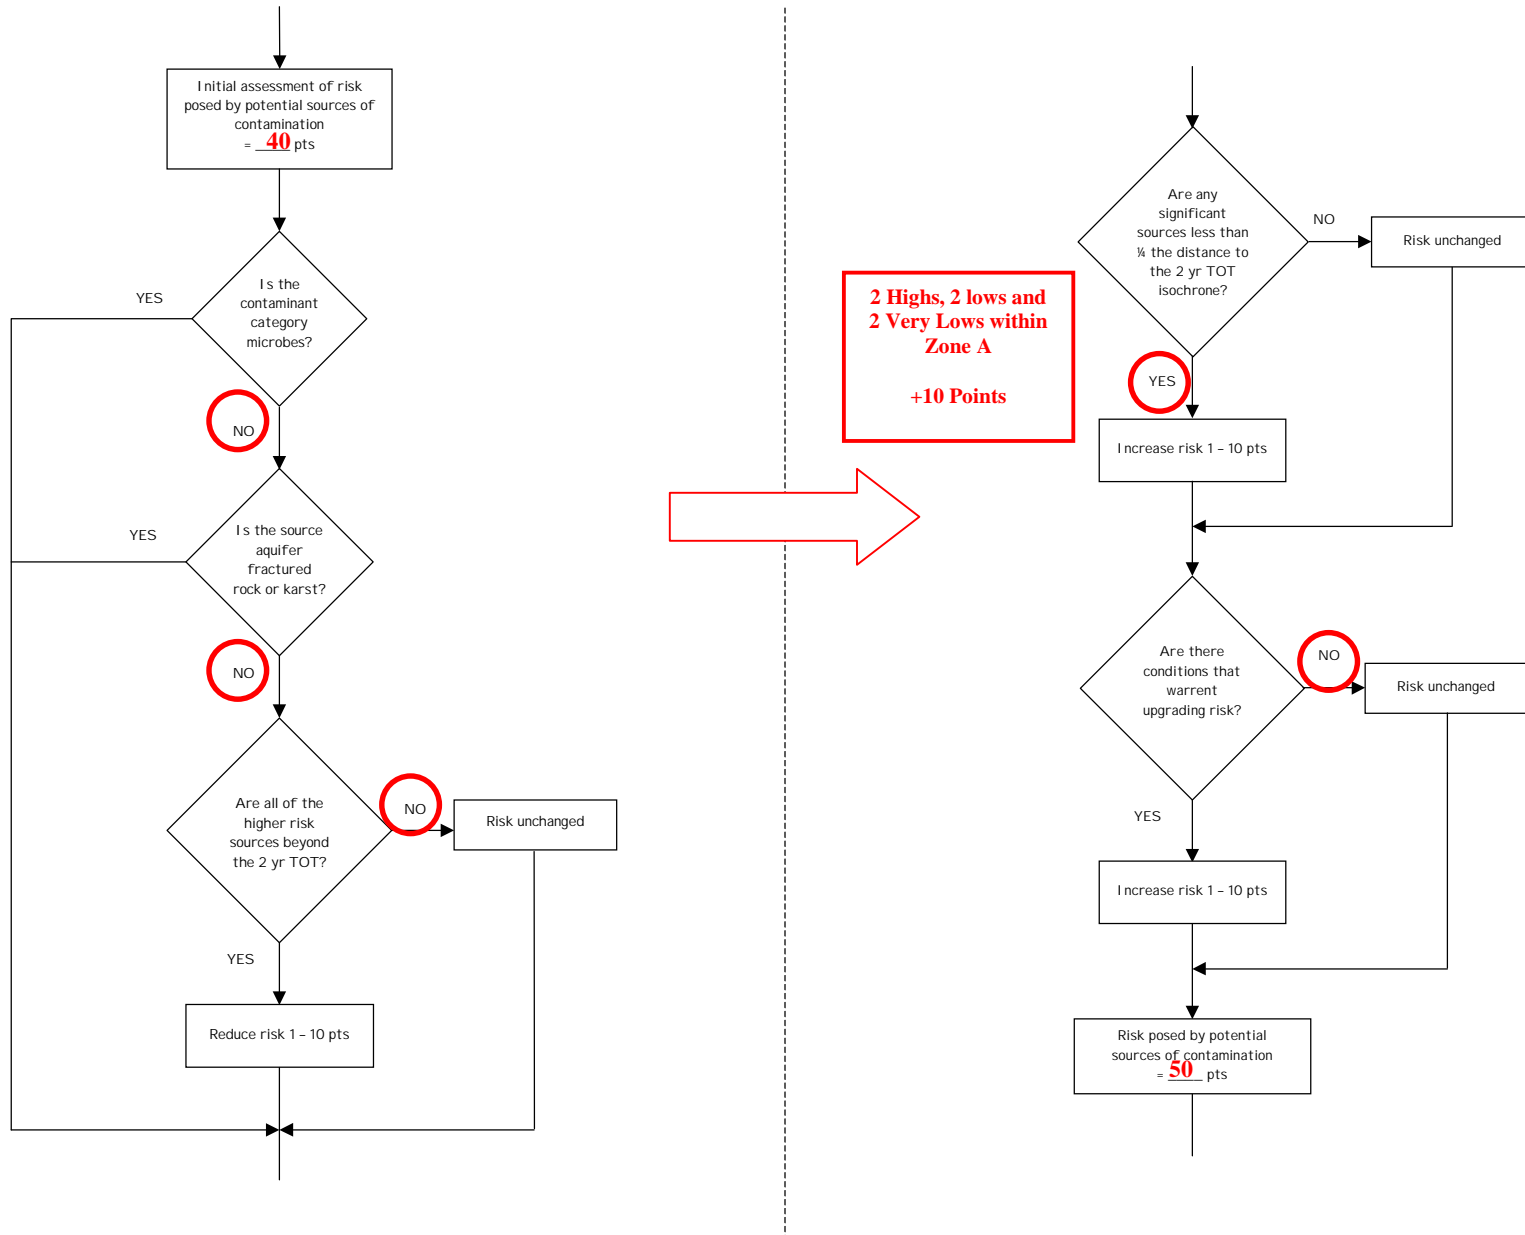 Initial assessment of risk
posed by potential sources of
contamination
= 40 pts
Is the
contaminant
category
microbes?
YES
NO
Is the source
aquifer
fractured
rock or karst?
YES
NO
Are all of the
higher risk
sources beyond
the 2 yr TOT?
NO
Risk unchanged
YES
Reduce risk 1 – 10 pts
Are any
significant
sources less than
¼ the distance to
the 2 yr TOT
isochrone?
NO
Risk unchanged
2 Highs, 2 lows and
2 Very Lows within
Zone A
+10 Points
YES
Increase risk 1 – 10 pts
Are there
conditions that
warrent
upgrading risk?
NO
Risk unchanged
YES
Increase risk 1 – 10 pts
Risk posed by potential
sources of contamination
= 50 pts